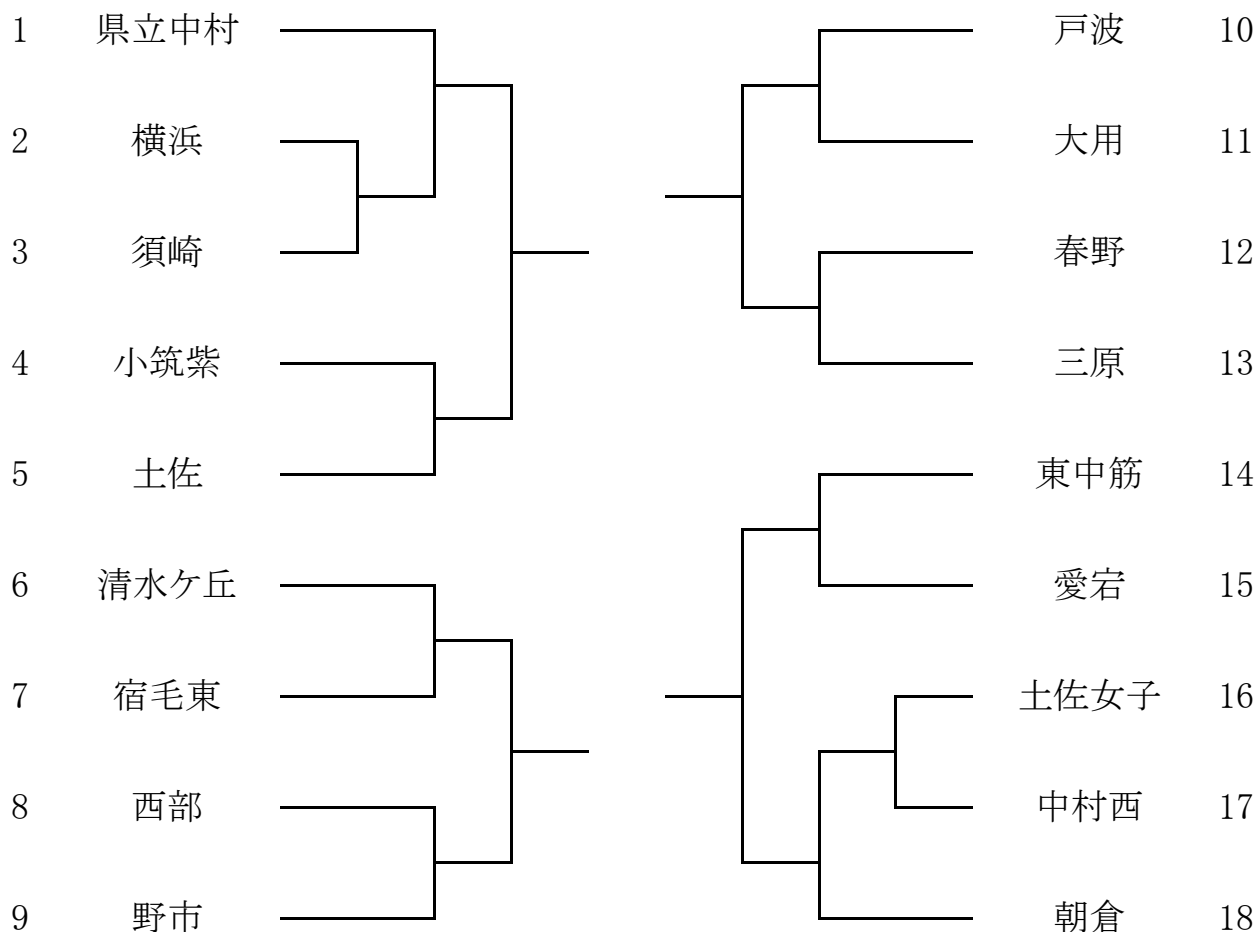 1 県立中村
2 横浜
3 須崎
4 小筑紫
5 土佐
6 清水ケ丘
7 宿毛東
8 西部
9 野市
戸波 10
大用 11
春野 12
三原 13
東中筋 14
愛宕 15
土佐女子 16
中村西 17
朝倉 18